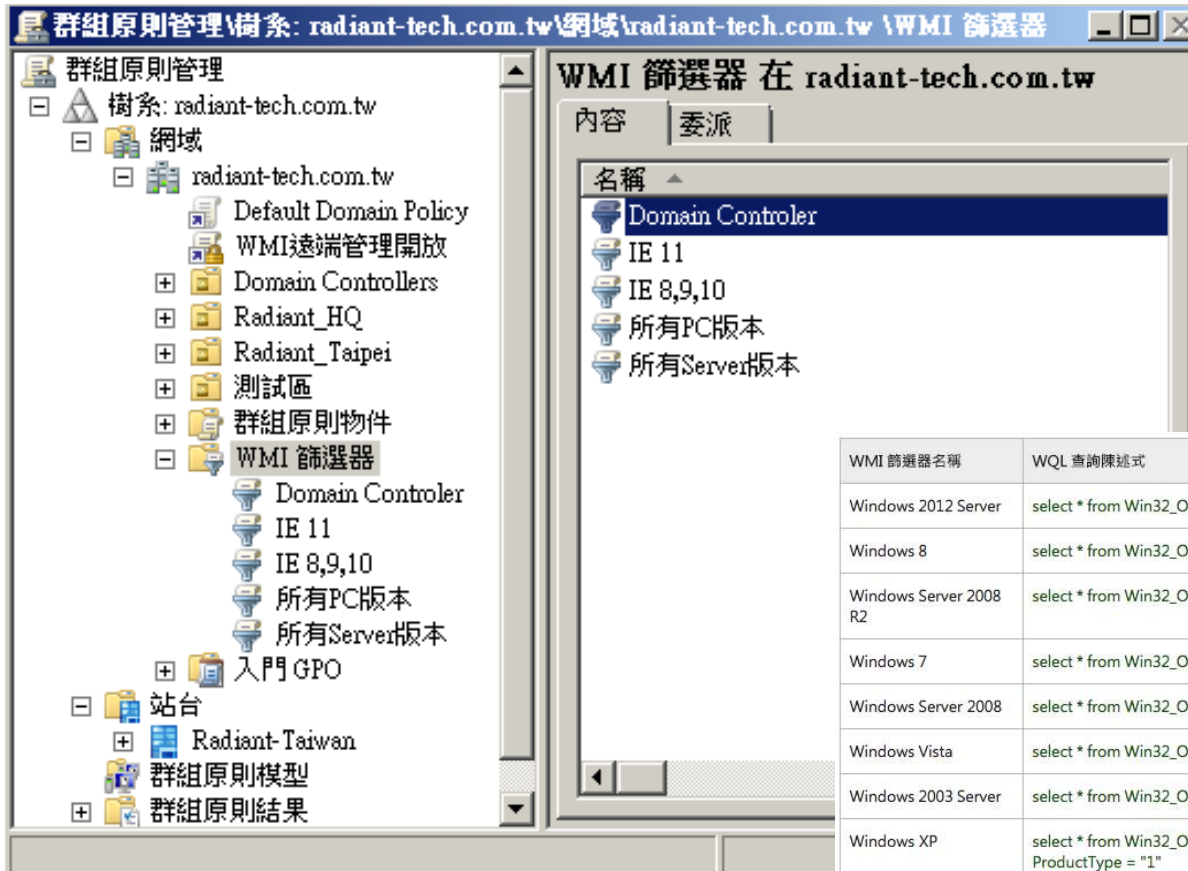 群組原則管理\樹系: radiant-tech.com.tw\網域\radiant-tech.com.tw \WMI 篩選器
群組原則管理
樹系: radiant-tech.com.tw
網域
radiant-tech.com.tw
Default Domain Policy
WMI遠端管理開放
Domain Controllers
Radiant_HQ
Radiant_Taipei
測試區
群組原則物件
WMI 篩選器
Domain Controler
IE 11
IE 8,9,10
所有PC版本
所有Server版本
入門 GPO
站台
Radiant-Taiwan
群組原則模型
群組原則結果
WMI 篩選器 在 radiant-tech.com.tw
內容 委派
名稱
Domain Controler
IE 11
IE 8,9,10
所有PC版本
所有Server版本
WMI 篩選器名稱 WQL 查詢陳述式
Windows 2012 Server select * from Win32_O
Windows 8 select * from Win32_O
Windows Server 2008 select * from Win32_O
R2
Windows 7 select * from Win32_O
Windows Server 2008 select * from Win32_O
Windows Vista select * from Win32_O
Windows 2003 Server select * from Win32_O
Windows XP select * from Win32_O
ProductType = "1"